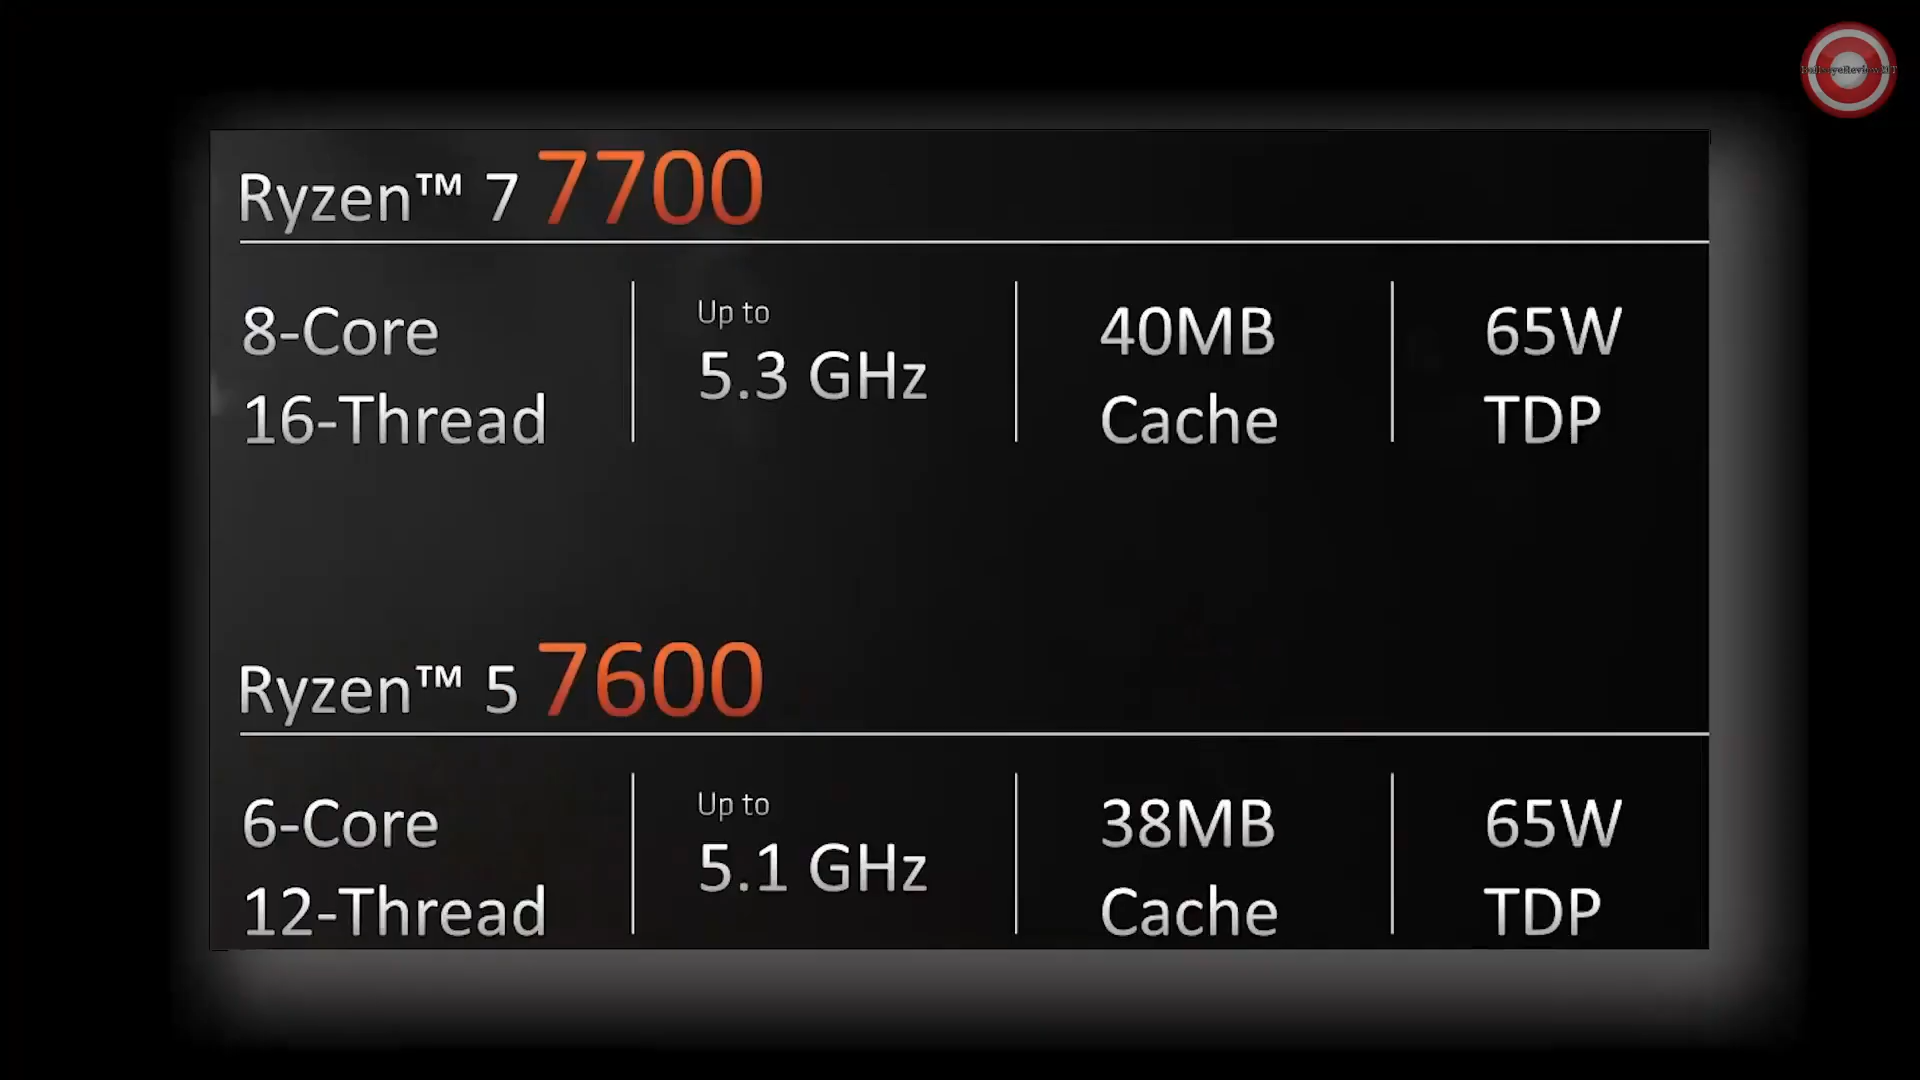 Ryzen™ 7 7700
8-Core
16-Thread
Up to
5.3 GHz
40MB
Cache
65W
TDP
Ryzen™ 5 7600
6-Core
12-Thread
Up to
5.1 GHz
38MB
Cache
65W
TDP